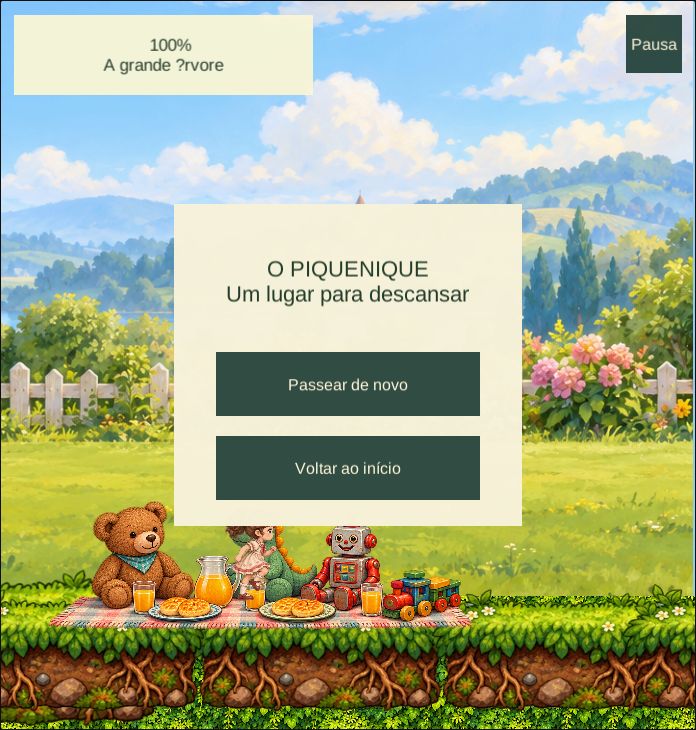 100%
A grande ?rvore
Pausa
O PIQUENIQUE
Um lugar para descansar
Passear de novo
Voltar ao início